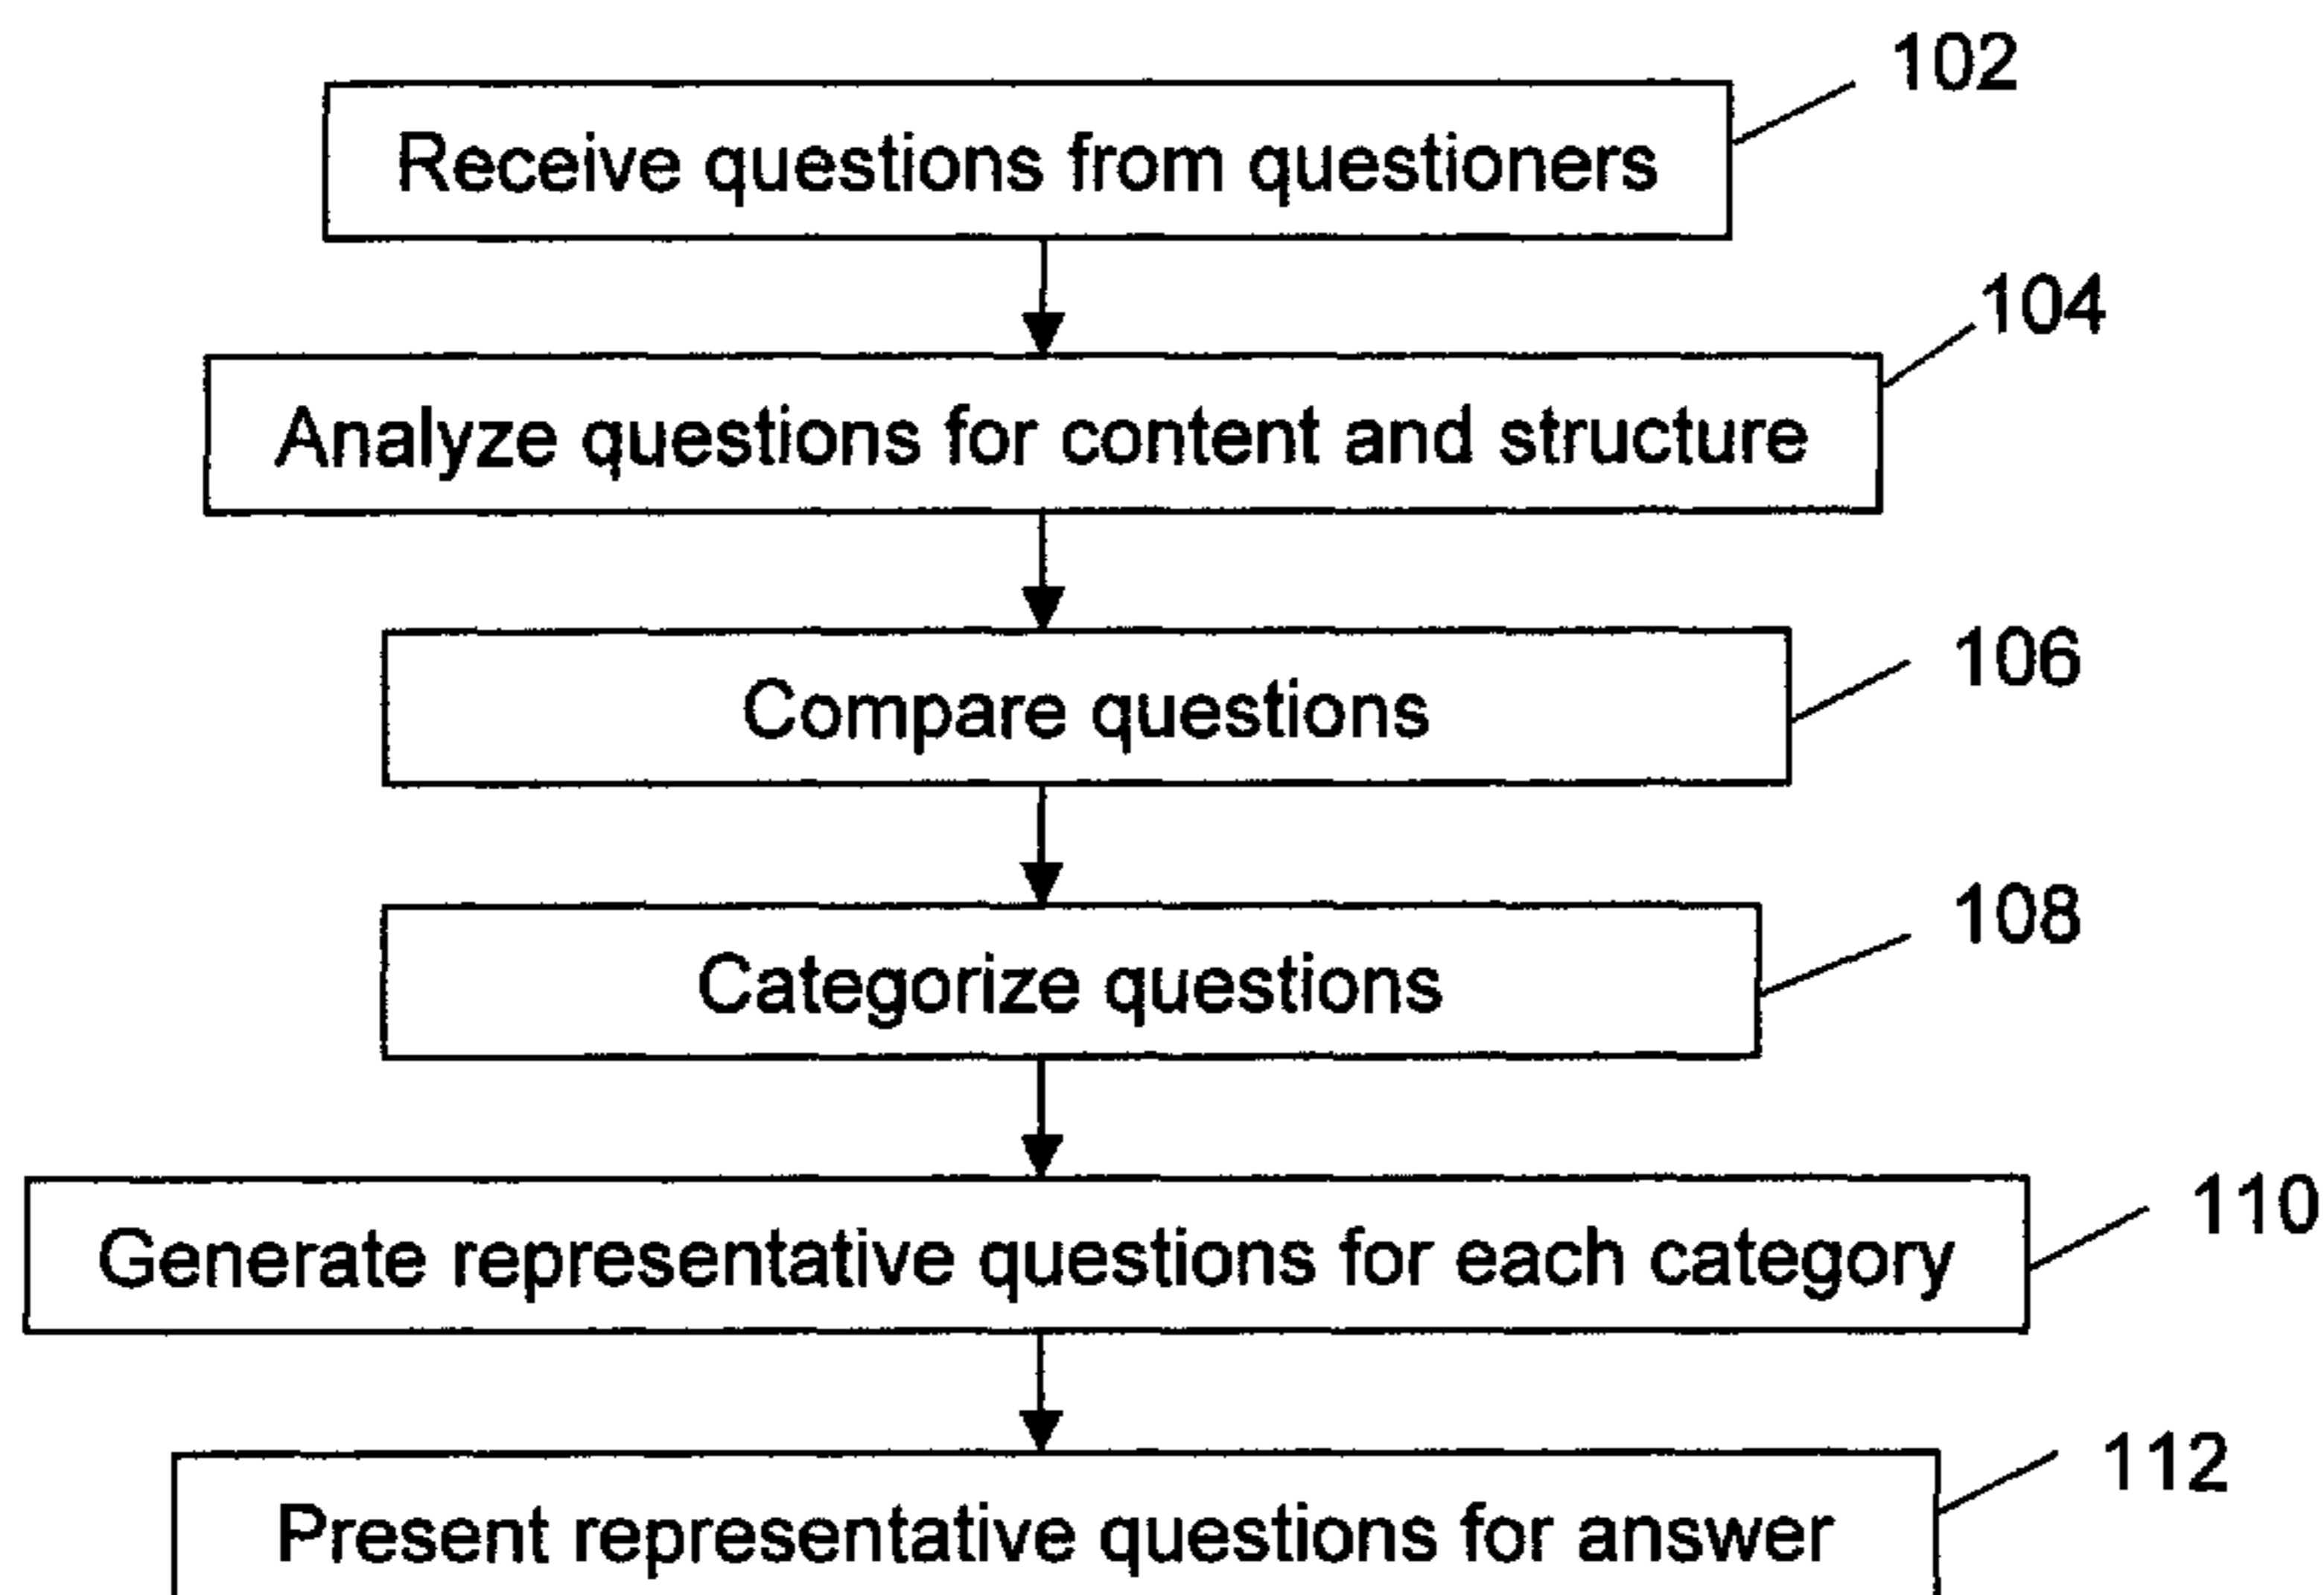 102
Receive questions from questioners
104
Analyze questions for content and structure
106
Compare questions
108
Categorize questions
110
Generate representative questions for each category
112
Present representative questions for answer